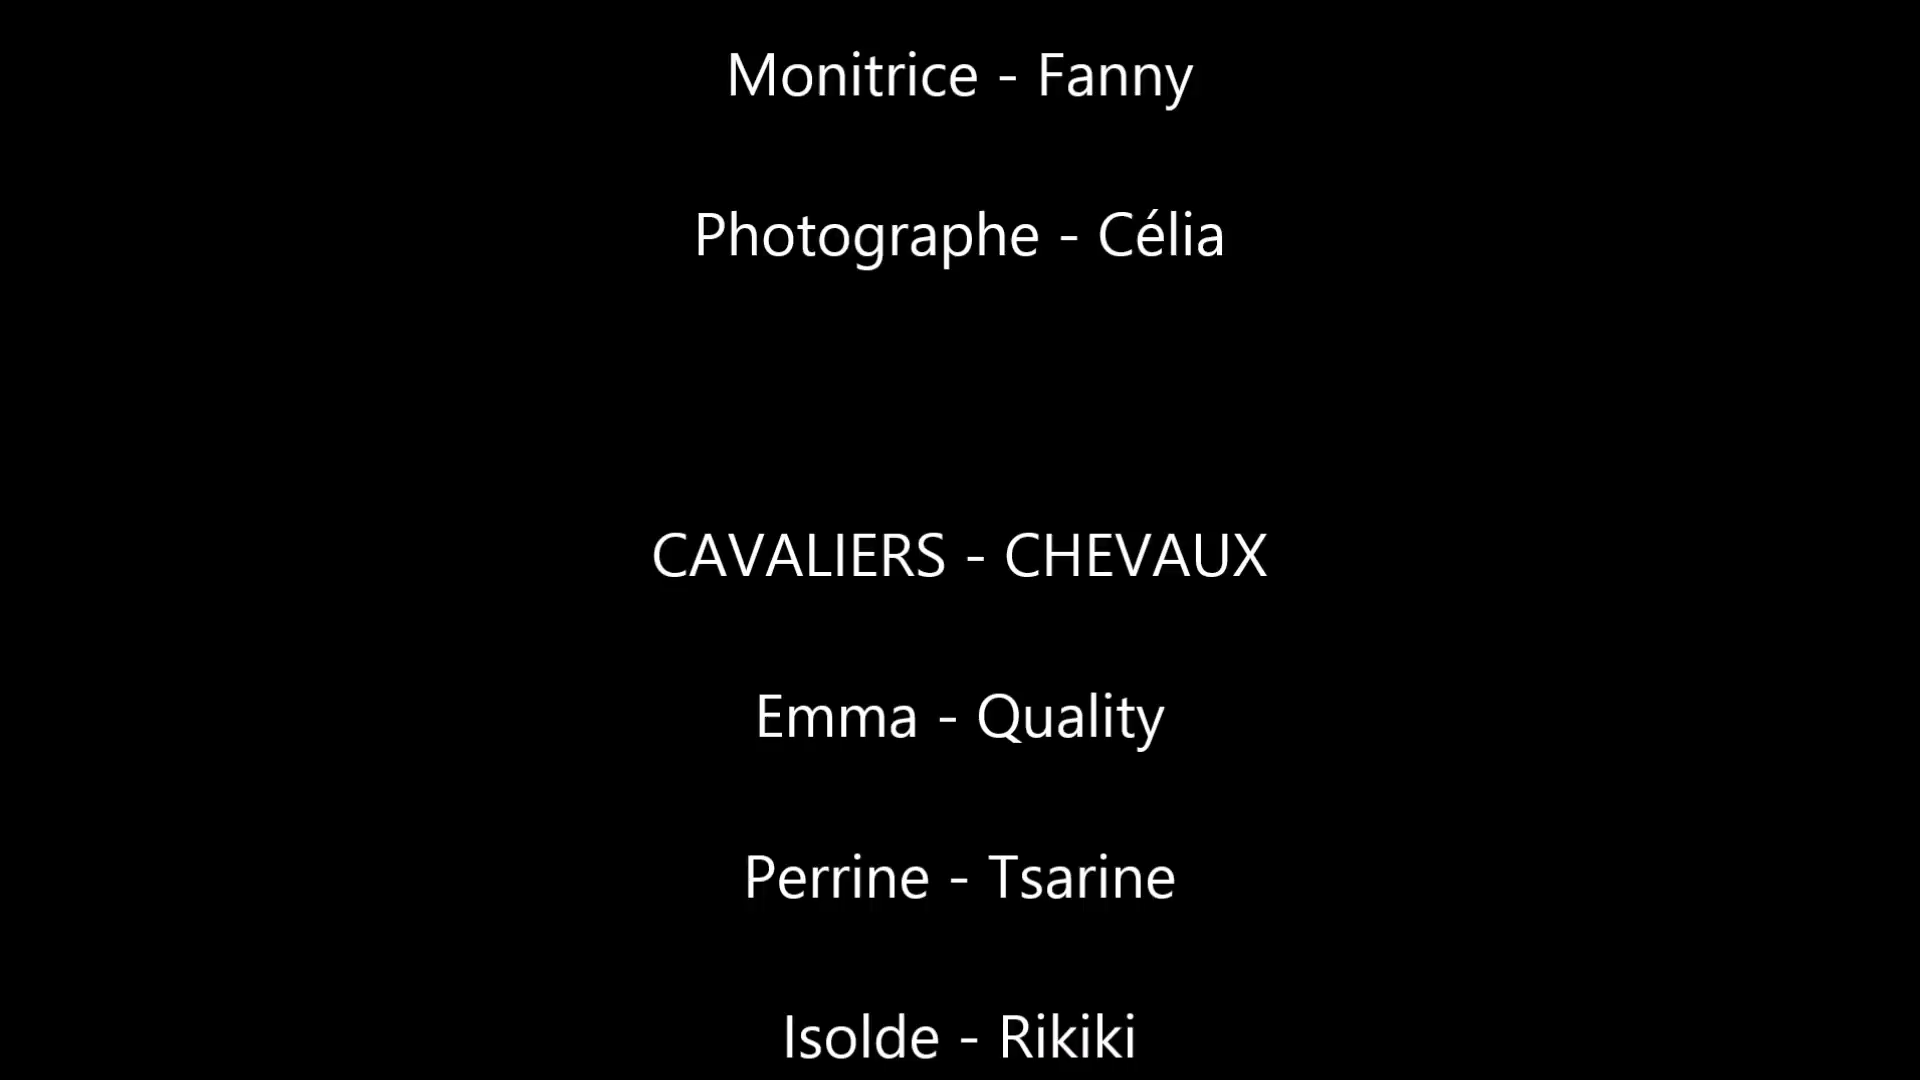 Monitrice - Fanny
Photographe - Célia
CAVALIERS - CHEVAUX
Emma - Quality
Perrine - Tsarine
Isolde - Rikiki